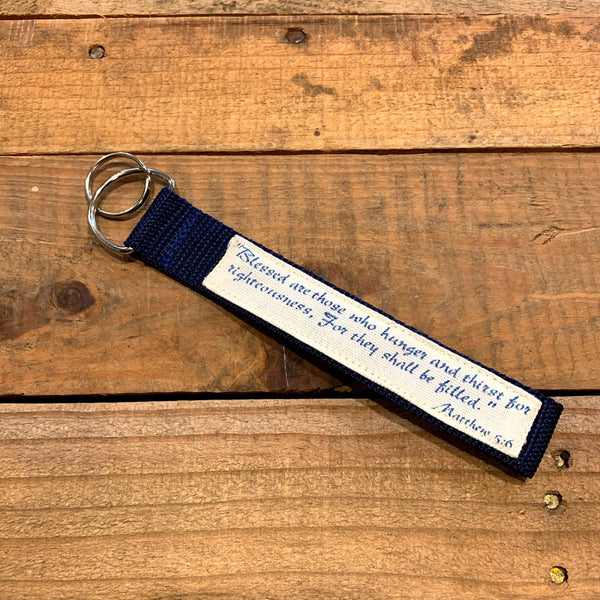 "Blessed are those who hunger and thirst for
righteousness, For they shall be filled."
Matthew 5:6